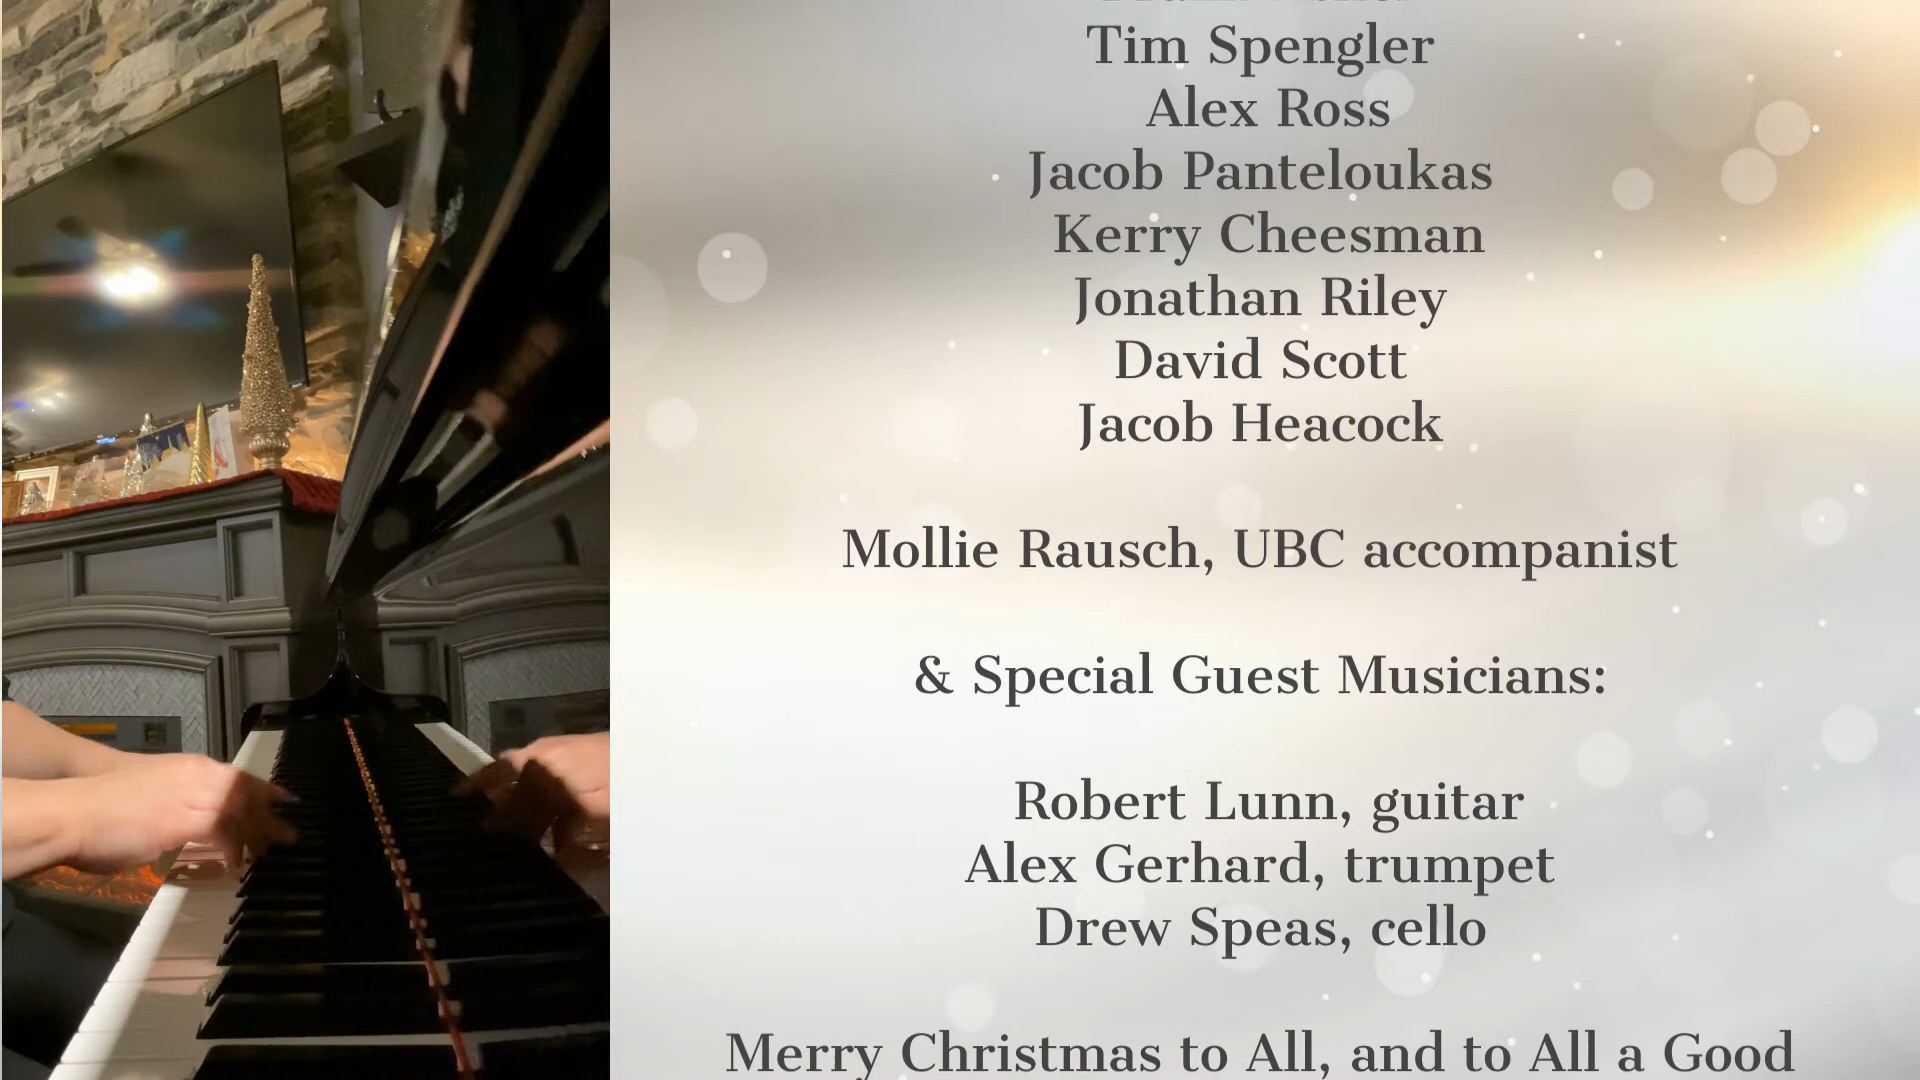 Tim Spengler
Alex Ross
Jacob Panteloukas
Kerry Cheesman
Jonathan Riley
David Scott
Jacob Heacock
Mollie Rausch, UBC accompanist
& Special Guest Musicians:
Robert Lunn, guitar
Alex Gerhard, trumpet
Drew Speas, cello
Merry Christmas to All, and to All a Good